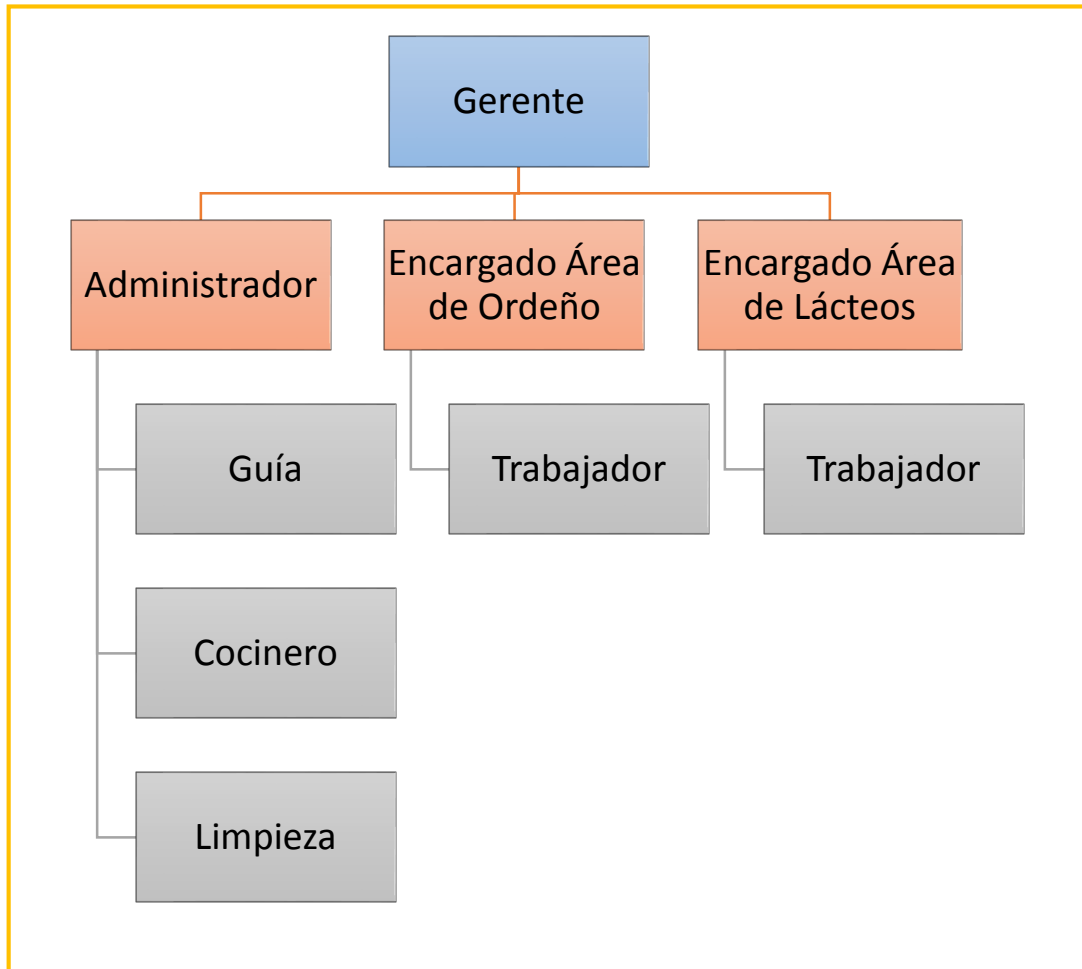 Gerente
Administrador
Encargado Área
de Ordeño
Encargado Área
de Lácteos
Guía
Trabajador
Trabajador
Cocinero
Limpieza